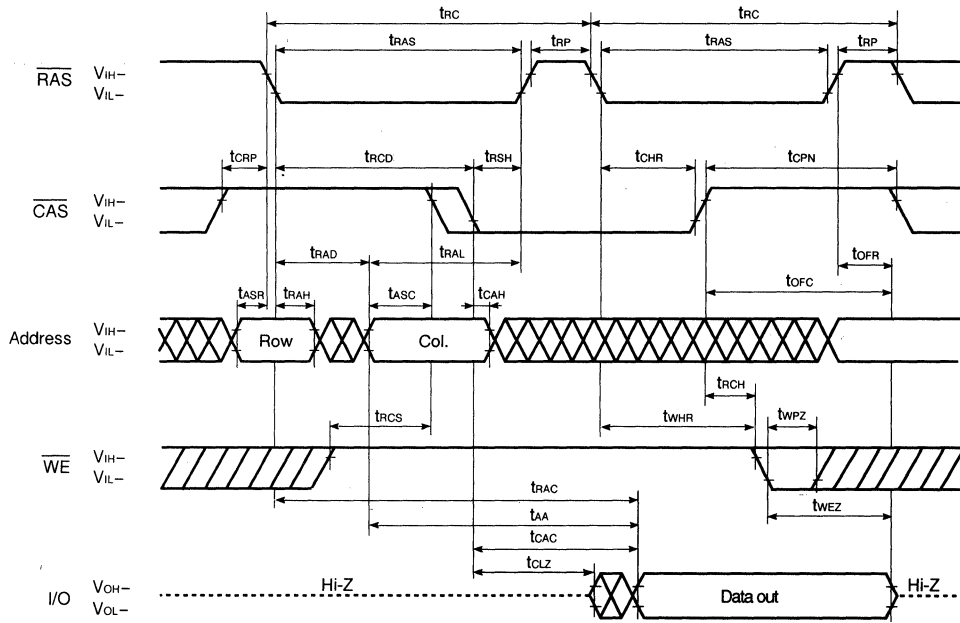 tRC tRC
tRAS tRP tRAS tRP
RAS VIH–
VIL–
tCRP tRCD tRSH tCHR tCPN
CAS VIH–
VIL–
tRAD tRAL tOFR
tOFC
tASR tRAH tASC tCAH
Address VIH–
VIL–
Row Col.
tRCH
tRCS tWHR tWPZ
WE VIH–
VIL–
tRAC tWEZ
tAA
tCAC
tCLZ
I/O VOH–
VOL–
Hi-Z Data out Hi-Z